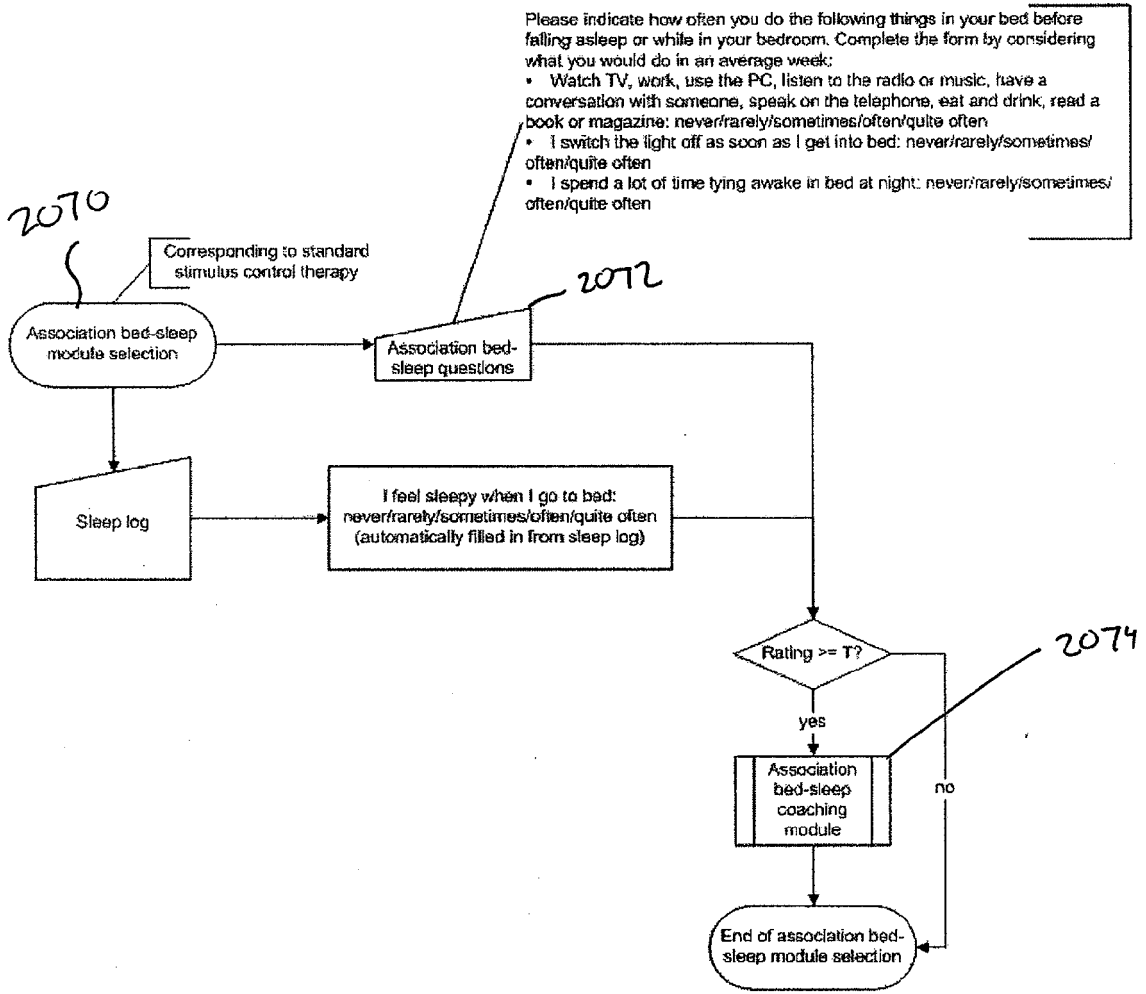 Please indicate how often you do the following things in your bed before
falling asleep or while in your bedroom. Complete the form by considering
what you would do in an average week:
• Watch TV, work, use the PC, listen to the radio or music, have a
conversation with someone, speak on the telephone, eat and drink, read a
book or magazine: never/rarely/sometimes/often/quite often
• I switch the light off as soon as I get into bed: never/rarely/sometimes/
often/quite often
• I spend a lot of time lying awake in bed at night: never/rarely/sometimes/
often/quite often
2070
Corresponding to standard
stimulus control therapy
2072
Association bed-sleep
module selection
Association bed-
sleep questions
Sleep log
I feel sleepy when I go to bed:
never/rarely/sometimes/often/quite often
(automatically filled in from sleep log)
Rating >= T?
2074
yes
Association
bed-sleep
coaching
module
no
End of association bed-
sleep module selection